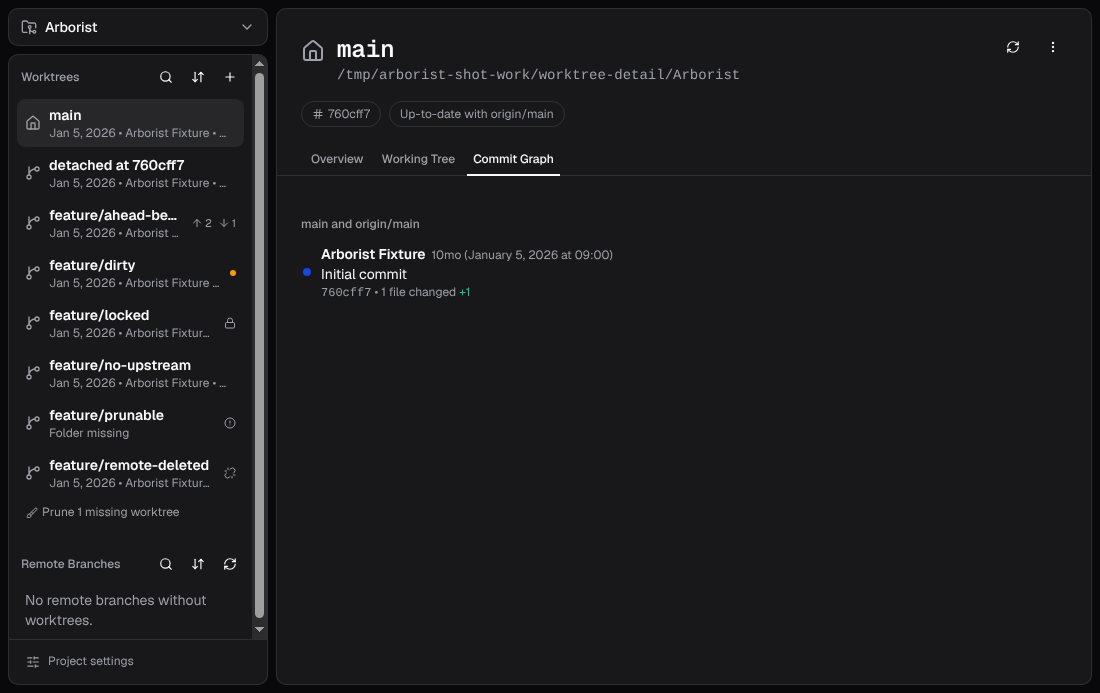 Arborist
Worktrees
main
Jan 5, 2026 • Arborist Fixture • ...
detached at 760cff7
Jan 5, 2026 • Arborist Fixture • ...
feature/ahead-be... ↑ 2 ↓ 1
Jan 5, 2026 • Arborist ...
feature/dirty
Jan 5, 2026 • Arborist Fixture ...
feature/locked
Jan 5, 2026 • Arborist Fixtur...
feature/no-upstream
Jan 5, 2026 • Arborist Fixture • ...
feature/prunable
Folder missing
feature/remote-deleted
Jan 5, 2026 • Arborist Fixtur...
Prune 1 missing worktree
Remote Branches
No remote branches without
worktrees.
Project settings
main
/tmp/arborist-shot-work/worktree-detail/Arborist
# 760cff7 Up-to-date with origin/main
Overview Working Tree Commit Graph
main and origin/main
Arborist Fixture 10mo (January 5, 2026 at 09:00)
Initial commit
760cff7 • 1 file changed +1